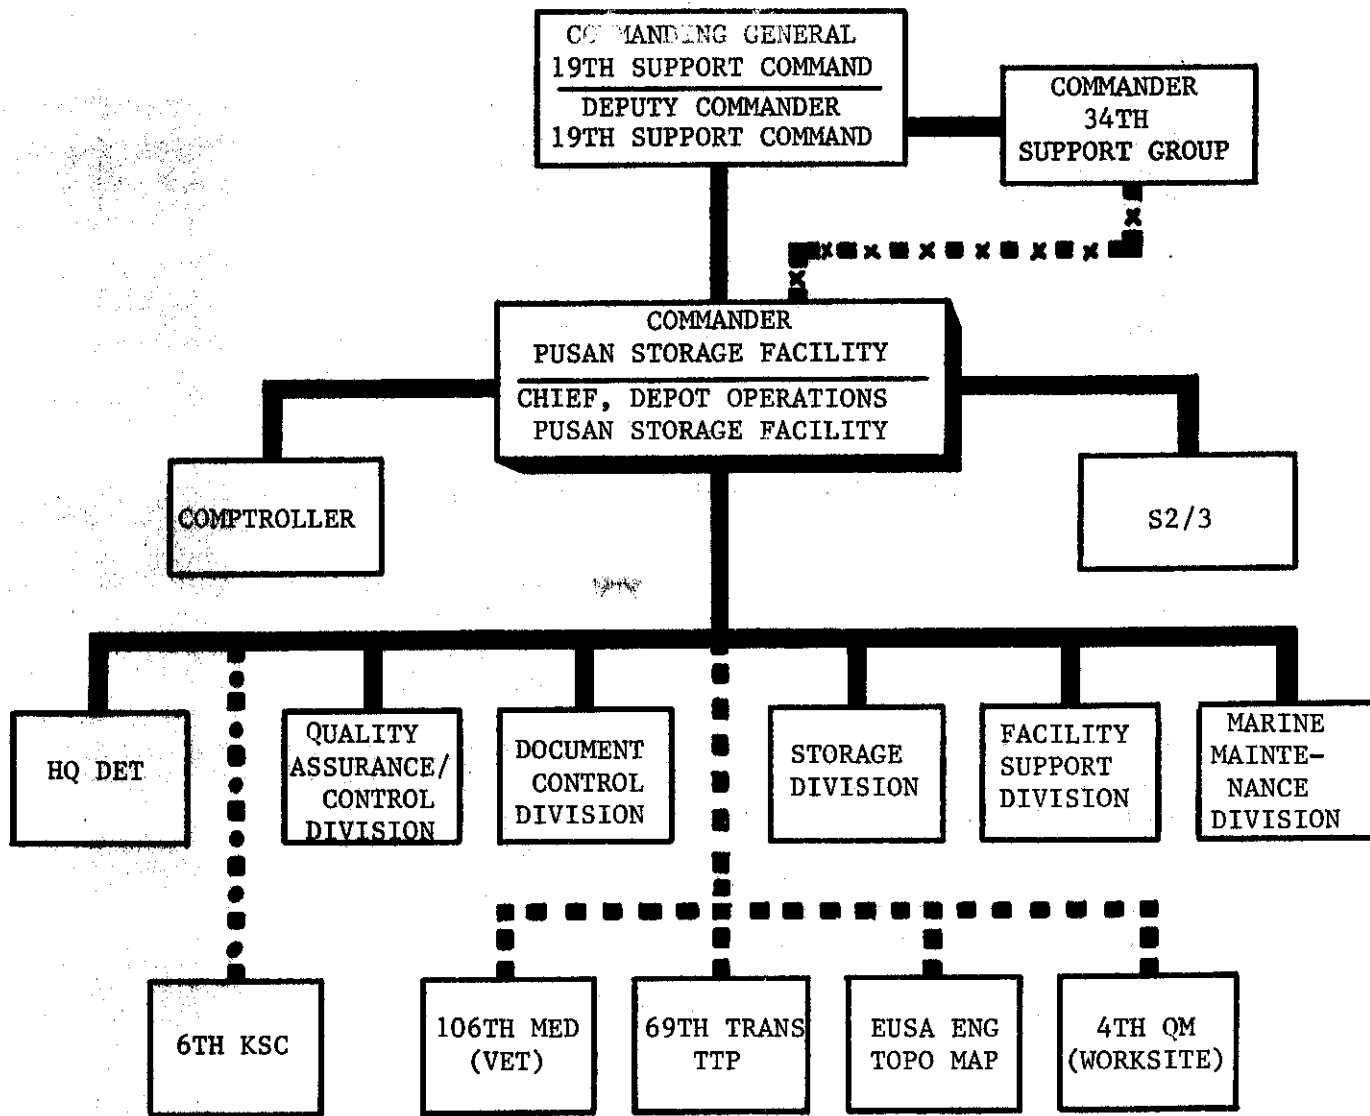 COMMANDING GENERAL
19TH SUPPORT COMMAND
DEPUTY COMMANDER
19TH SUPPORT COMMAND
COMMANDER
34TH
SUPPORT GROUP
COMMANDER
PUSAN STORAGE FACILITY
CHIEF, DEPOT OPERATIONS
PUSAN STORAGE FACILITY
COMPTROLLER
S2/3
HQ DET
QUALITY
ASSURANCE/
CONTROL
DIVISION
DOCUMENT
CONTROL
DIVISION
STORAGE
DIVISION
FACILITY
SUPPORT
DIVISION
MARINE
MAINTE-
NANCE
DIVISION
6TH KSC
106TH MED
(VET)
69TH TRANS
TTP
EUSA ENG
TOPO MAP
4TH QM
(WORKSITE)